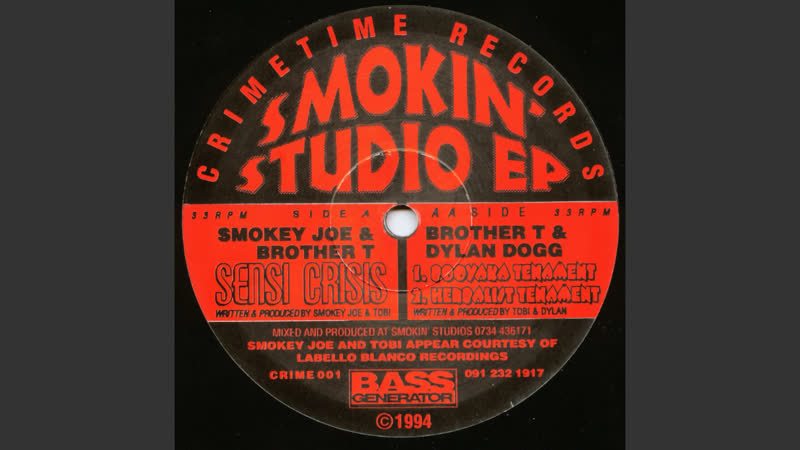 CRIMETIME RECORDS
SMOKIN'
STUDIO EP
33RPM SIDE A AA SIDE 33RPM
SMOKEY JOE &
BROTHER T
SENSI CRISIS
WRITTEN & PRODUCED BY SMOKEY JOE & TOBI
BROTHER T &
DYLAN DOGG
1. BOOYAKA TENAMENT
2. HERBALIST TENAMENT
WRITTEN & PRODUCED BY TOBI & DYLAN
MIXED AND PRODUCED AT SMOKIN' STUDIOS 0734 436171
SMOKEY JOE AND TOBI APPEAR COURTESY OF
LABELLO BLANCO RECORDINGS
CRIME 001 091 232 1917
BASS
GENERATOR
©1994